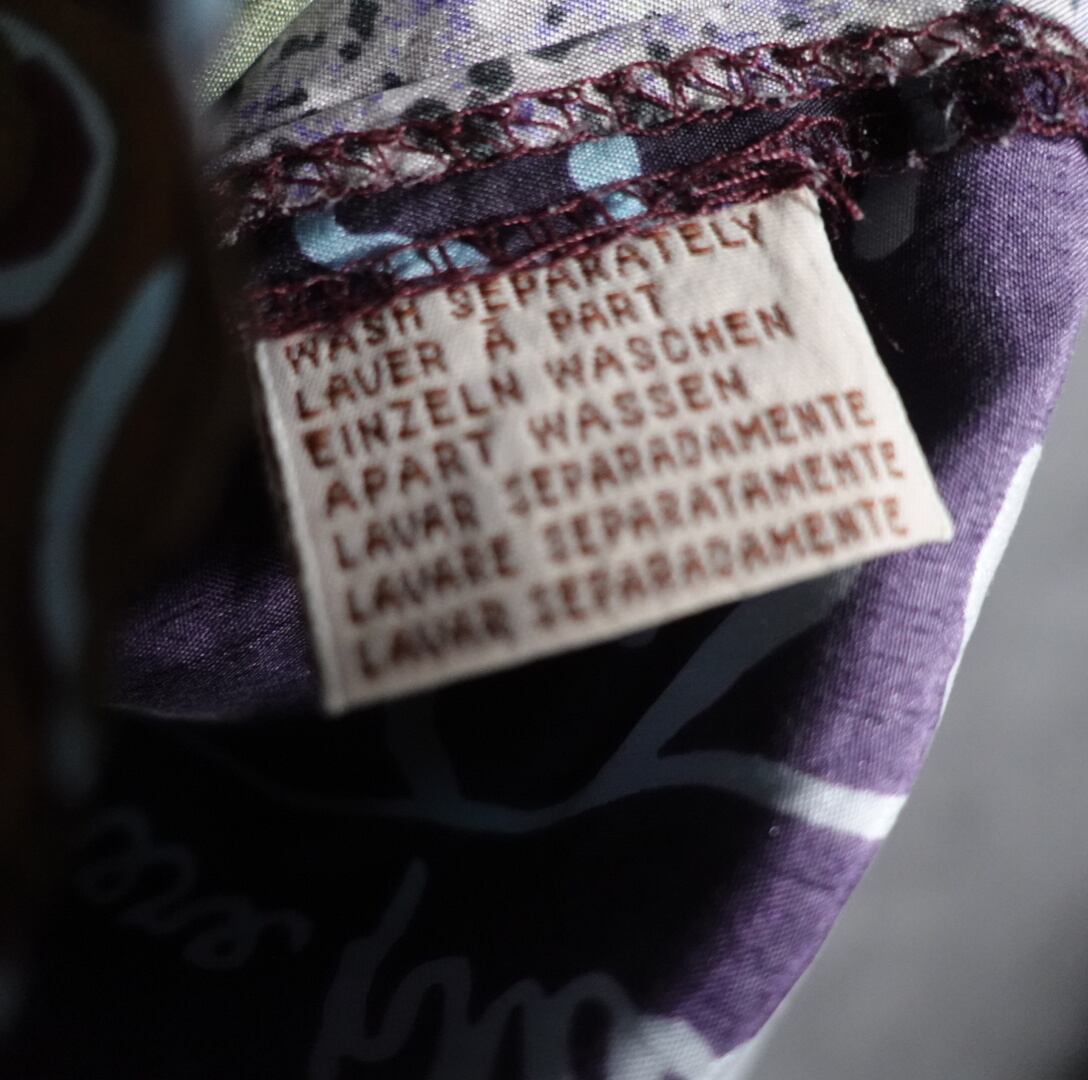 WASH SEPARATELY
LAVER À PART
EINZELN WASCHEN
APART WASSEN
LAVAR SEPARADAMENTE
LAVARE SEPARATAMENTE
LAVAR SEPARADAMENTE